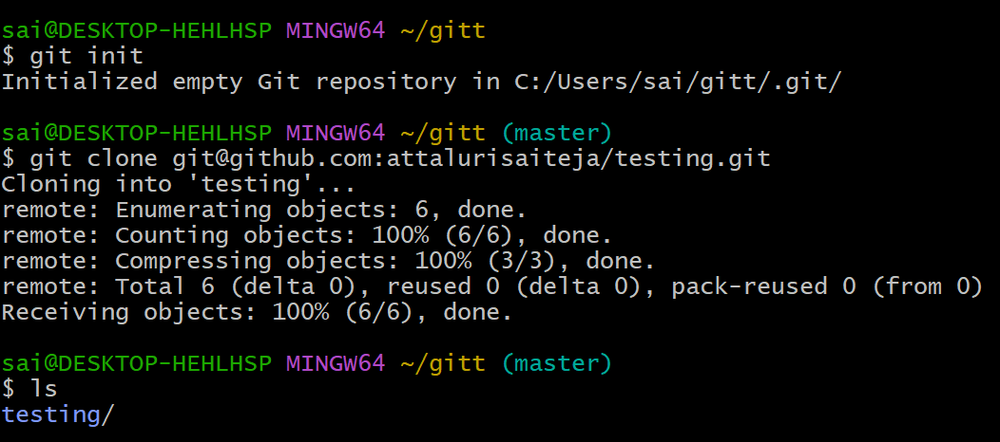 sai@DESKTOP-HEHLHSP MINGW64 ~/gitt
$ git init
Initialized empty Git repository in C:/Users/sai/gitt/.git/
sai@DESKTOP-HEHLHSP MINGW64 ~/gitt (master)
$ git clone git@github.com:attalurisaiteja/testing.git
Cloning into 'testing'...
remote: Enumerating objects: 6, done.
remote: Counting objects: 100% (6/6), done.
remote: Compressing objects: 100% (3/3), done.
remote: Total 6 (delta 0), reused 0 (delta 0), pack-reused 0 (from 0)
Receiving objects: 100% (6/6), done.
sai@DESKTOP-HEHLHSP MINGW64 ~/gitt (master)
$ ls
testing/